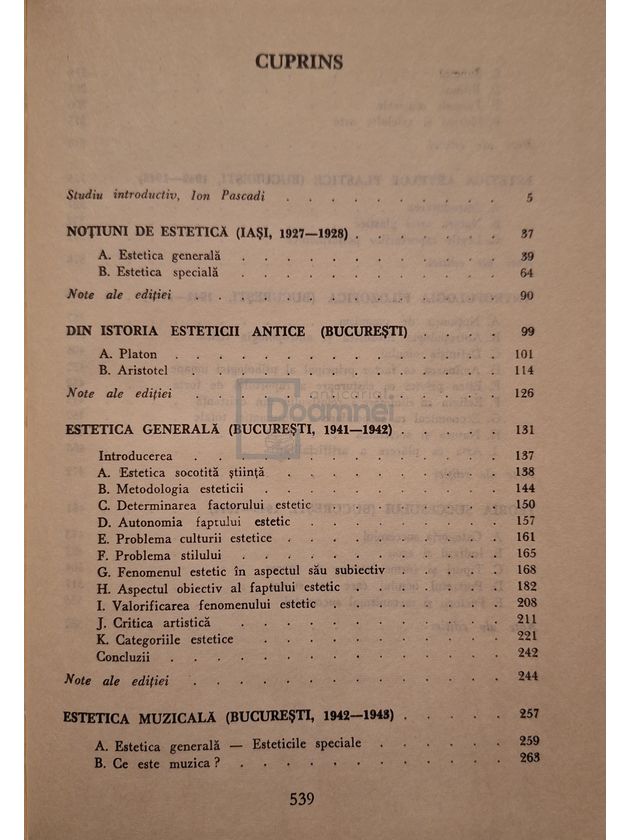 CUPRINS
Studiu introductiv, Ion Pascadi . . . . . . . . . . 5
NOȚIUNI DE ESTETICĂ (IAȘI, 1927—1928) . . . . . . . 37
A. Estetica generală . . . . . . . . . . . 39
B. Estetica specială . . . . . . . . . . . 64
Note ale ediției . . . . . . . . . . . . . 90
DIN ISTORIA ESTETICII ANTICE (BUCUREȘTI) . . . . . 99
A. Platon . . . . . . . . . . . . . 101
B. Aristotel . . . . . . . . . . . . . 114
Note ale ediției . . . . . . . . . . . . . 126
anticariat
Doamnei
ESTETICA GENERALĂ (BUCUREȘTI, 1941—1942) . . . . . 131
Introducerea . . . . . . . . . . . . . 137
A. Estetica socotită știință . . . . . . . . . . 138
B. Metodologia esteticii . . . . . . . . . . 144
C. Determinarea factorului estetic . . . . . . . . 150
D. Autonomia faptului estetic . . . . . . . . . 157
E. Problema culturii estetice . . . . . . . . . 161
F. Problema stilului . . . . . . . . . . . 165
G. Fenomenul estetic în aspectul său subiectiv . . . . . 168
H. Aspectul obiectiv al faptului estetic . . . . . . . 182
I. Valorificarea fenomenului estetic . . . . . . . 208
J. Critica artistică . . . . . . . . . . . 211
K. Categoriile estetice . . . . . . . . . . 221
Concluzii . . . . . . . . . . . . . 242
Note ale ediției . . . . . . . . . . . . . 244
ESTETICA MUZICALĂ (BUCUREȘTI, 1942—1943) . . . . . 257
A. Estetica generală — Esteticile speciale . . . . . . 259
B. Ce este muzica? . . . . . . . . . . . 263
539